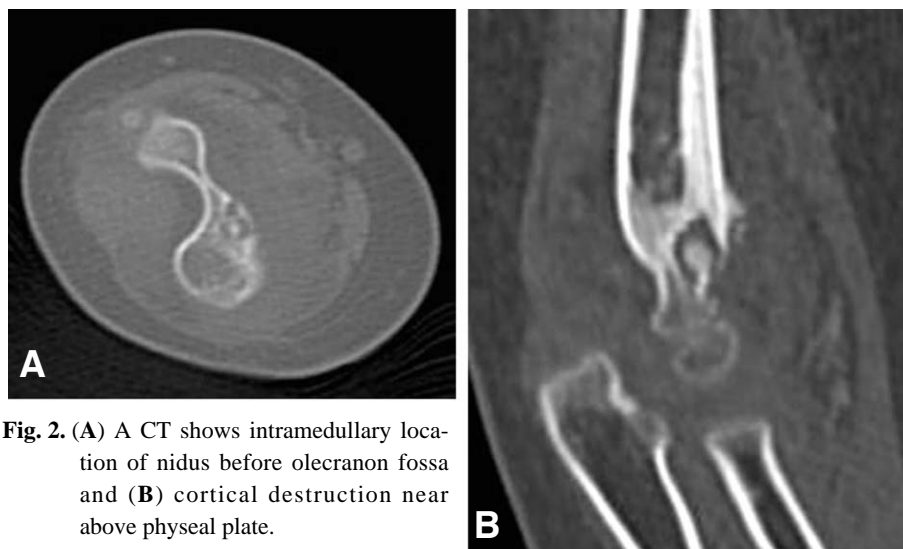 A
B
Fig. 2. (A) A CT shows intramedullary loca-
tion of nidus before olecranon fossa
and (B) cortical destruction near
above physeal plate.